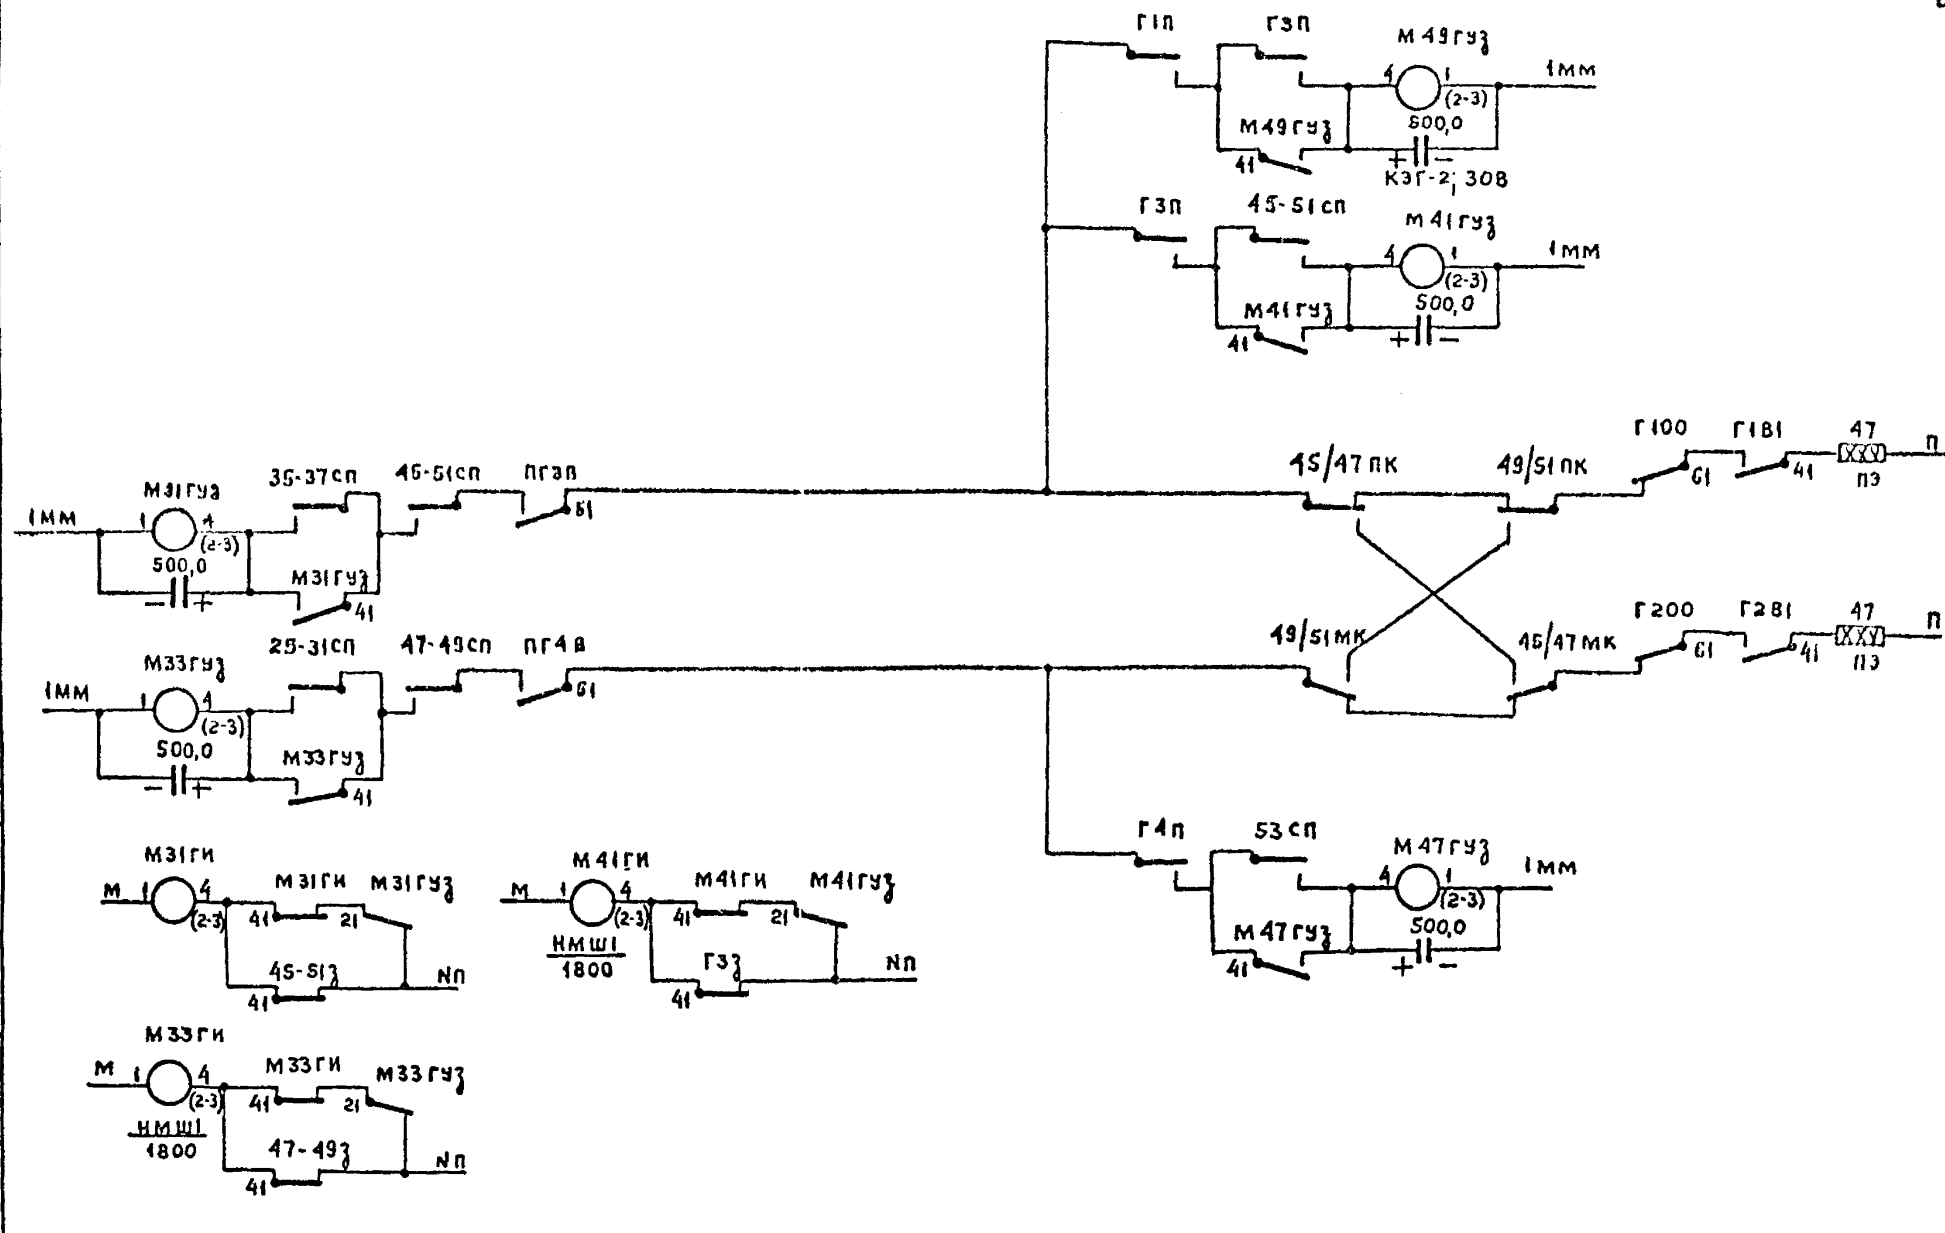 Г1П
Г3П
М49ГУЗ
4
1
(2-3)
1ММ
500,0
М49ГУЗ
41
+
−
КЭГ-2; 30В
Г3П
45-51СП
М41ГУЗ
4
1
(2-3)
1ММ
500,0
М41ГУЗ
41
+
−
45/47ПК
49/51ПК
Г100
61
Г1В1
41
47
ПЭ
П
М31ГУЗ
1ММ
1
4
(2-3)
500,0
−
+
35-37СП
М31ГУЗ
41
45-51СП
ПГ3В
61
49/51МК
45/47МК
Г200
61
Г2В1
41
47
ПЭ
П
М33ГУЗ
1ММ
1
4
(2-3)
500,0
−
+
25-31СП
М33ГУЗ
41
47-49СП
ПГ4В
61
Г4П
53СП
М47ГУЗ
4
1
(2-3)
1ММ
500,0
М47ГУЗ
41
+
−
М31ГИ
М
1
4
(2-3)
М31ГИ
41
М31ГУЗ
21
45-51З
41
NП
М41ГИ
М
1
4
(2-3)
НМШ1
1800
М41ГИ
41
М41ГУЗ
21
Г3З
41
NП
М33ГИ
М
1
4
(2-3)
НМШ1
1800
М33ГИ
41
М33ГУЗ
21
47-49З
41
NП